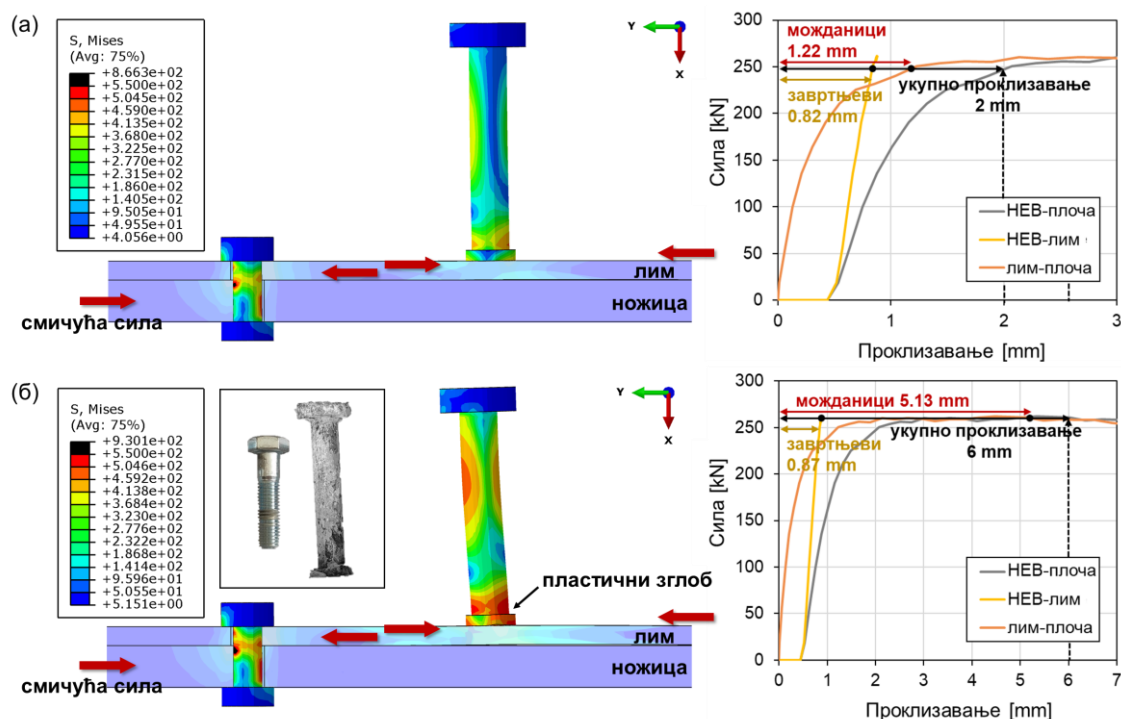 (а)
S, Mises
(Avg: 75%)
+8.663e+02
+5.500e+02
+5.045e+02
+4.590e+02
+4.135e+02
+3.680e+02
+3.225e+02
+2.770e+02
+2.315e+02
+1.860e+02
+1.405e+02
+9.505e+01
+4.955e+01
+4.056e+00
Y
X
лим
ножица
смичућа сила
Сила [kN]
300
250
200
150
100
50
0
можданици
1.22 mm
завртњеви
0.82 mm
укупно проклизавање
2 mm
НЕВ-плоча
НЕВ-лим
лим-плоча
0 1 2 3
Проклизавање [mm]
(б)
S, Mises
(Avg: 75%)
+9.301e+02
+5.500e+02
+5.046e+02
+4.592e+02
+4.138e+02
+3.684e+02
+3.230e+02
+2.776e+02
+2.322e+02
+1.868e+02
+1.414e+02
+9.596e+01
+5.055e+01
+5.151e+00
Y
X
пластични зглоб
лим
ножица
смичућа сила
Сила [kN]
300
250
200
150
100
50
0
можданици 5.13 mm
завртњеви
0.87 mm
укупно проклизавање
6 mm
НЕВ-плоча
НЕВ-лим
лим-плоча
0 1 2 3 4 5 6 7
Проклизавање [mm]